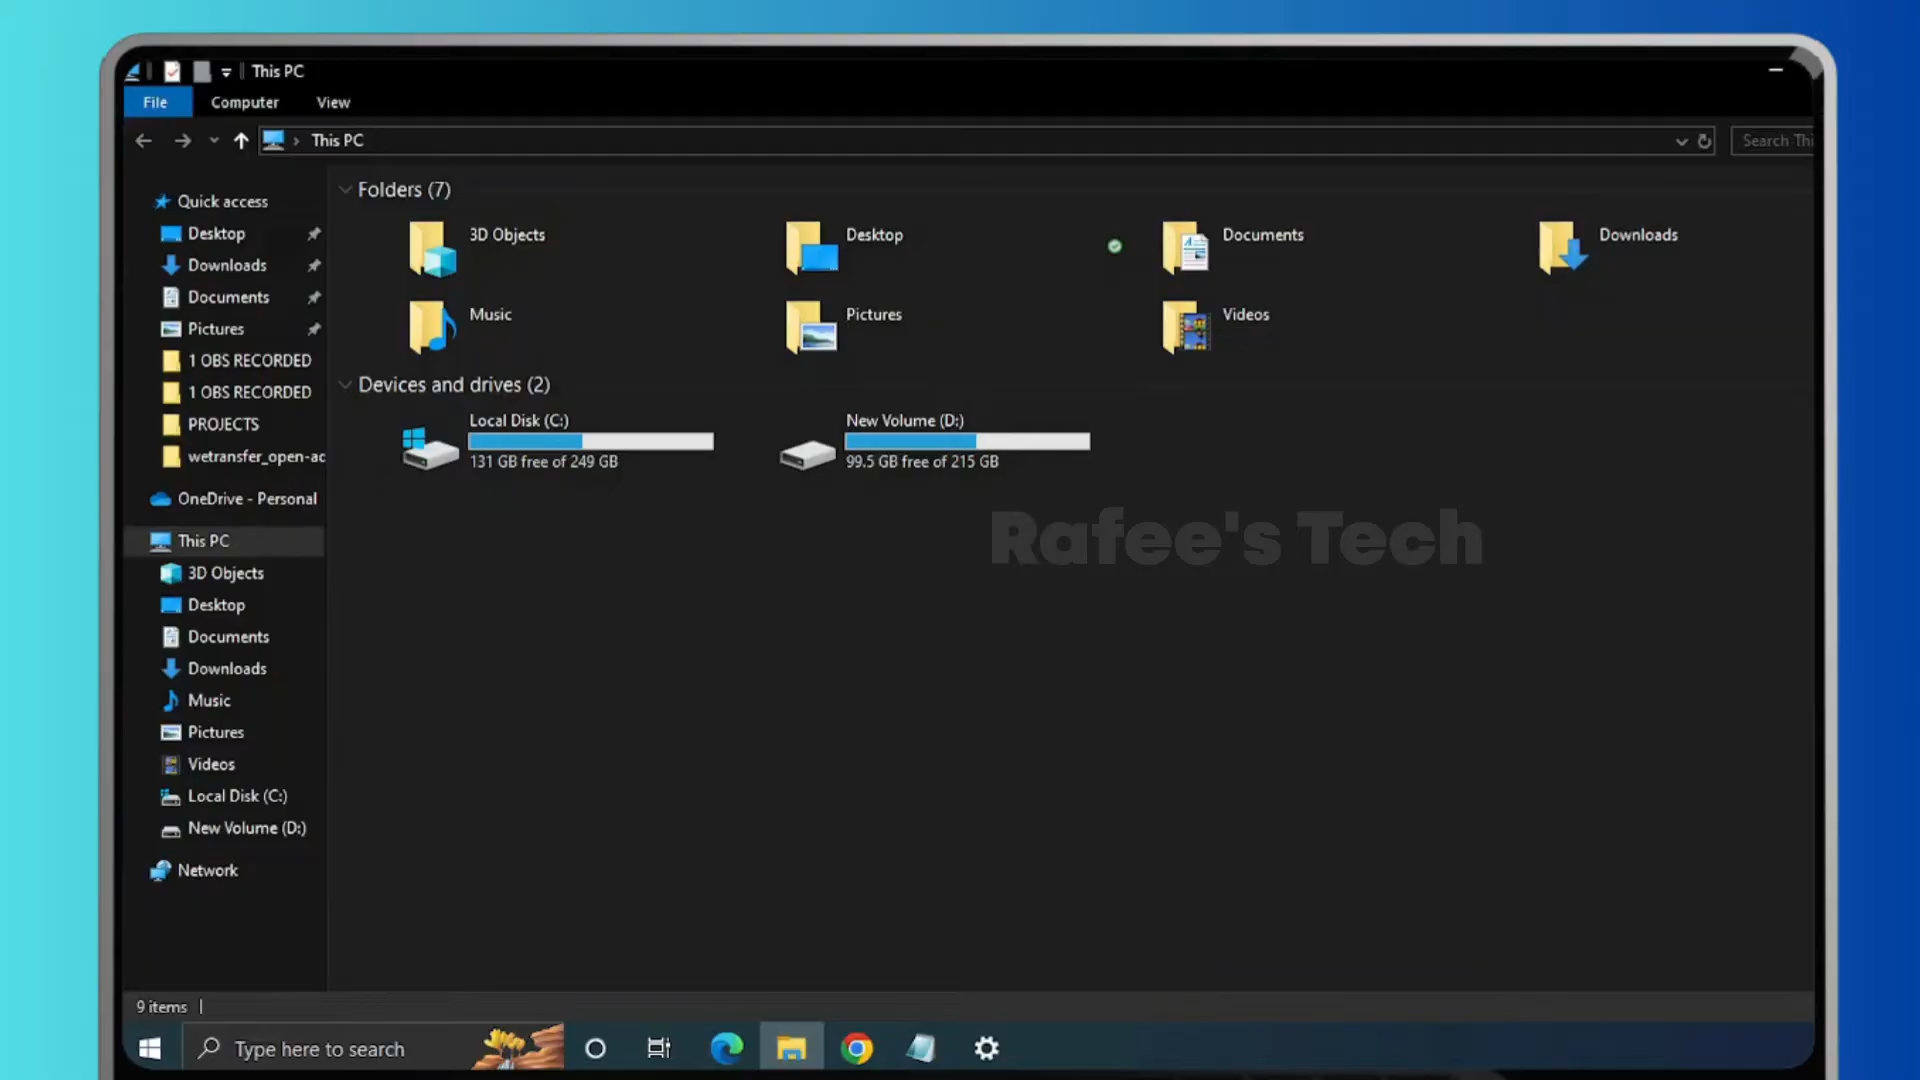 This PC
File Computer View
This PC
Search Thi
Quick access
Desktop
Downloads
Documents
Pictures
1 OBS RECORDED
1 OBS RECORDED
PROJECTS
wetransfer_open-ac
OneDrive - Personal
This PC
3D Objects
Desktop
Documents
Downloads
Music
Pictures
Videos
Local Disk (C:)
New Volume (D:)
Network
Folders (7)
3D Objects
Desktop
Documents
Downloads
Music
Pictures
Videos
Devices and drives (2)
Local Disk (C:)
131 GB free of 249 GB
New Volume (D:)
99.5 GB free of 215 GB
Rafee's Tech
9 items
Type here to search